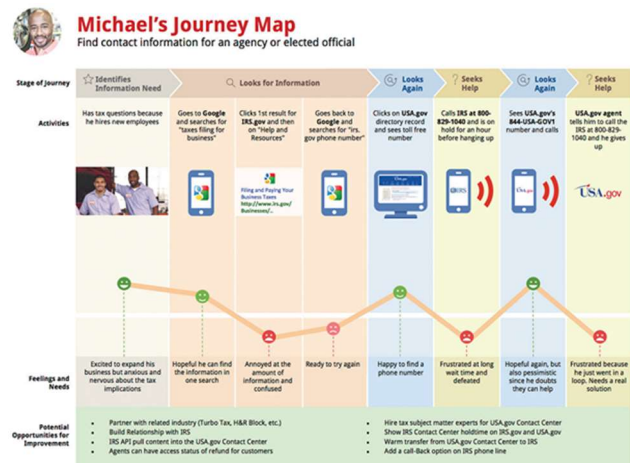 Michael's Journey Map
Find contact information for an agency or elected official
Stage of Journey
Identifies
Information Need
Looks for Information
Looks
Again
Seeks
Help
Looks
Again
Seeks
Help
Activities
Has tax questions because
he hires new employees
Goes to Google
and searches for
"taxes filing for
business"
Clicks 1st result for
IRS.gov and then
on "Help and
Resources"
Goes back to
Google and
searches for "irs.
gov phone number"
Clicks on USA.gov
directory record
and sees toll free
number
Calls IRS at 800-
829-1040 and is on
hold for an hour
before hanging up
Sees USA.gov's
844-USA-GOV1
number and calls
USA.gov agent
tells him to call the
IRS at 800-829-
1040 and he gives
up
Filing and Paying Your
Business Taxes
http://www.irs.gov/
Businesses/...
IRS
USA.gov
Feelings and
Needs
Excited to expand his
business but anxious and
nervous about the tax
implications
Hopeful he can find
the information in
one search
Annoyed at the
amount of
information and
confused
Ready to try again
Happy to find a
phone number
Frustrated at long
wait time and
defeated
Hopeful again, but
also pessimistic
since he doubts
they can help
Frustrated because
he just went in a
loop. Needs a real
solution
Potential
Opportunities for
Improvement
• Partner with related industry (Turbo Tax, H&R Block, etc.)
• Build Relationship with IRS
• IRS API pull content into the USA.gov Contact Center
• Agents can have access status of refund for customers
• Hire tax subject matter experts for USA.gov Contact Center
• Show IRS Contact Center holdtime on IRS.gov and USA.gov
• Warm transfer from USA.gov Contact Center to IRS
• Add a call-Back option on IRS phone line